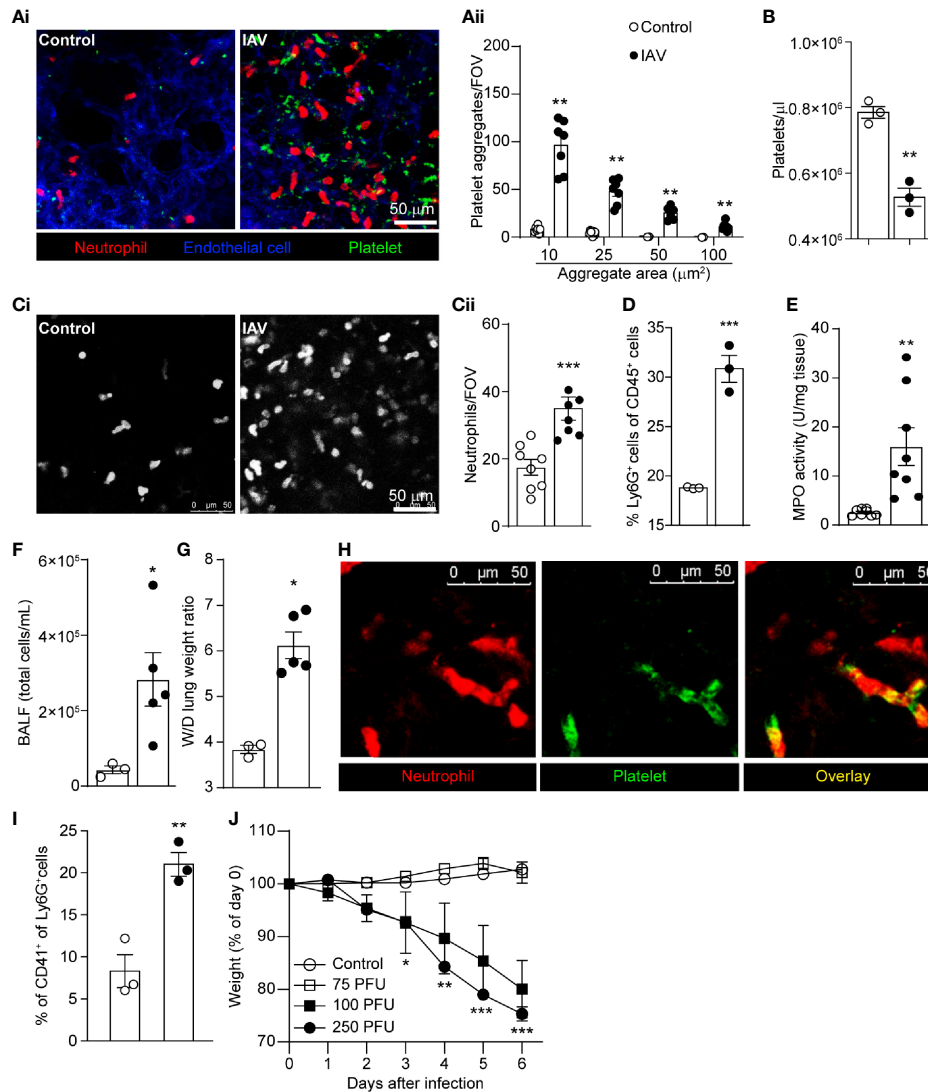 Ai
Control
IAV
50 μm
Neutrophil
Endothelial cell
Platelet
Aii
Control
IAV
Platelet aggregates/FOV
200
150
100
50
0
**
**
**
**
10
25
50
100
Aggregate area (μm²)
B
Platelets/μl
1.0×10⁶
0.8×10⁶
0.6×10⁶
0.4×10⁶
**
Ci
Control
0 μm 50
IAV
50 μm
0 μm 50
Cii
Neutrophils/FOV
60
40
20
0
***
D
% Ly6G⁺ cells of CD45⁺ cells
35
30
25
20
15
***
E
MPO activity (U/mg tissue)
40
30
20
10
0
**
F
BALF (total cells/mL)
6×10⁵
4×10⁵
2×10⁵
0
*
G
W/D lung weight ratio
8
7
6
5
4
3
*
H
0 μm 50
0 μm 50
0 μm 50
Neutrophil
Platelet
Overlay
I
% of CD41⁺ of Ly6G⁺cells
25
20
15
10
5
0
**
J
Weight (% of day 0)
110
100
90
80
70
Control
75 PFU
100 PFU
250 PFU
*
**
***
***
0
1
2
3
4
5
6
Days after infection